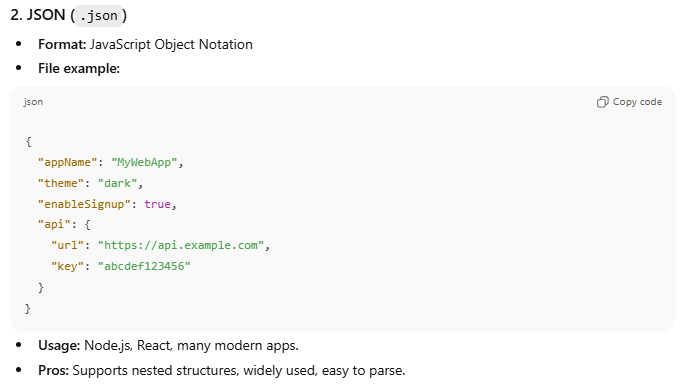 2. JSON (.json)
• Format: JavaScript Object Notation
• File example:
json Copy code
{
  "appName": "MyWebApp",
  "theme": "dark",
  "enableSignup": true,
  "api": {
    "url": "https://api.example.com",
    "key": "abcdef123456"
  }
}
• Usage: Node.js, React, many modern apps.
• Pros: Supports nested structures, widely used, easy to parse.